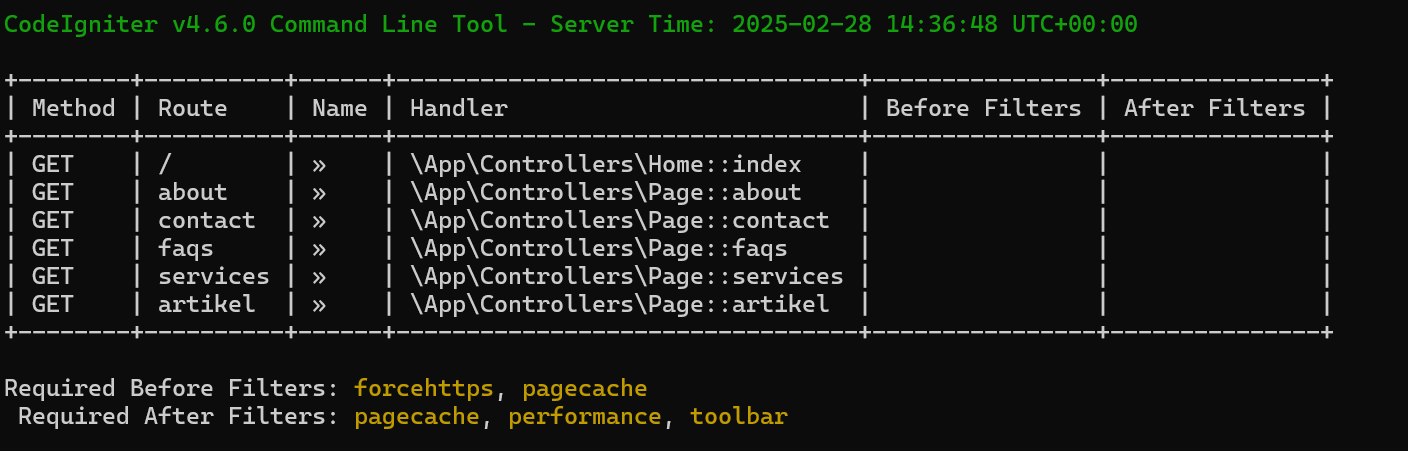 CodeIgniter v4.6.0 Command Line Tool - Server Time: 2025-02-28 14:36:48 UTC+00:00
+--------+----------+------+---------------------------------+----------------+---------------+
| Method | Route    | Name | Handler                         | Before Filters | After Filters |
+--------+----------+------+---------------------------------+----------------+---------------+
| GET    | /        | »    | \App\Controllers\Home::index    |                |               |
| GET    | about    | »    | \App\Controllers\Page::about    |                |               |
| GET    | contact  | »    | \App\Controllers\Page::contact  |                |               |
| GET    | faqs     | »    | \App\Controllers\Page::faqs     |                |               |
| GET    | services | »    | \App\Controllers\Page::services |                |               |
| GET    | artikel  | »    | \App\Controllers\Page::artikel  |                |               |
+--------+----------+------+---------------------------------+----------------+---------------+
Required Before Filters: forcehttps, pagecache
 Required After Filters: pagecache, performance, toolbar